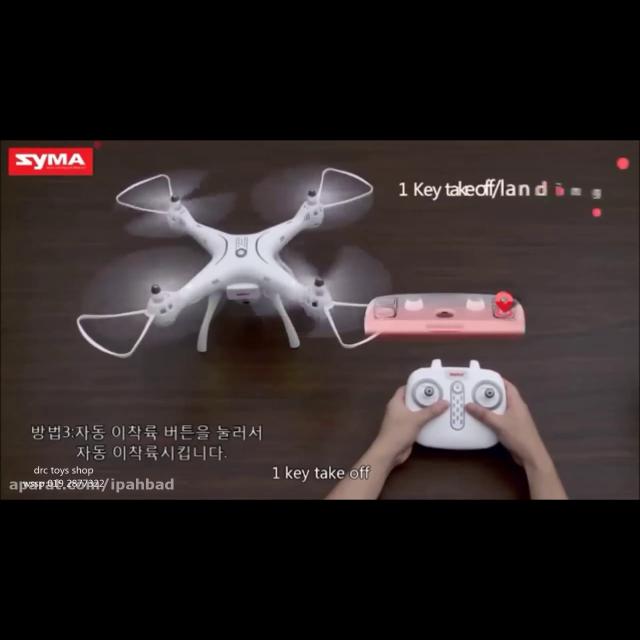 SYMA
1 Key takeoff/landing
방법3:자동 이착륙 버튼을 눌러서
자동 이착륙시킵니다.
drc toys shop
1 key take off
aparat.com/ipahbad